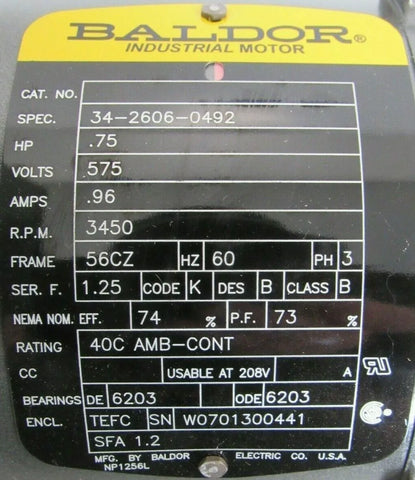 BALDOR®
INDUSTRIAL MOTOR
CAT. NO.
SPEC. 34-2606-0492
HP .75
VOLTS 575
AMPS .96
R.P.M. 3450
FRAME 56CZ HZ 60 PH 3
SER. F. 1.25 CODE K DES B CLASS B
NEMA NOM. EFF. 74 % P.F. 73 %
RATING 40C AMB-CONT
CC USABLE AT 208V A
BEARINGS DE 6203 ODE 6203
ENCL. TEFC SN W0701300441
SFA 1.2
MFG. BY BALDOR ELECTRIC CO. U.S.A.
NP1256L